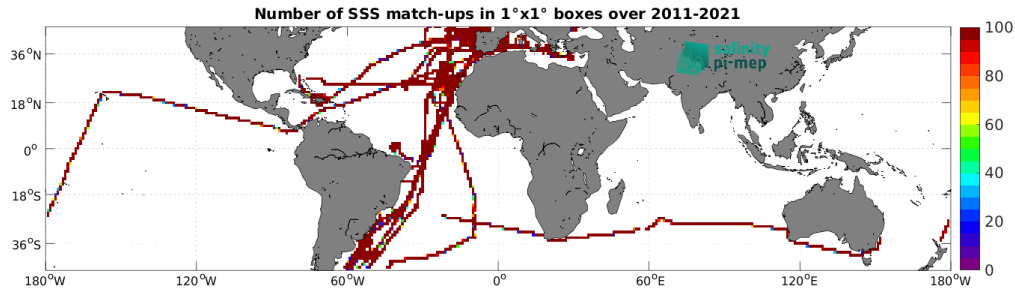 Number of SSS match-ups in 1°x1° boxes over 2011-2021
salinity
pi-mep
36°N
18°N
0°
18°S
36°S
180°W
120°W
60°W
0°
60°E
120°E
180°W
100
80
60
40
20
0